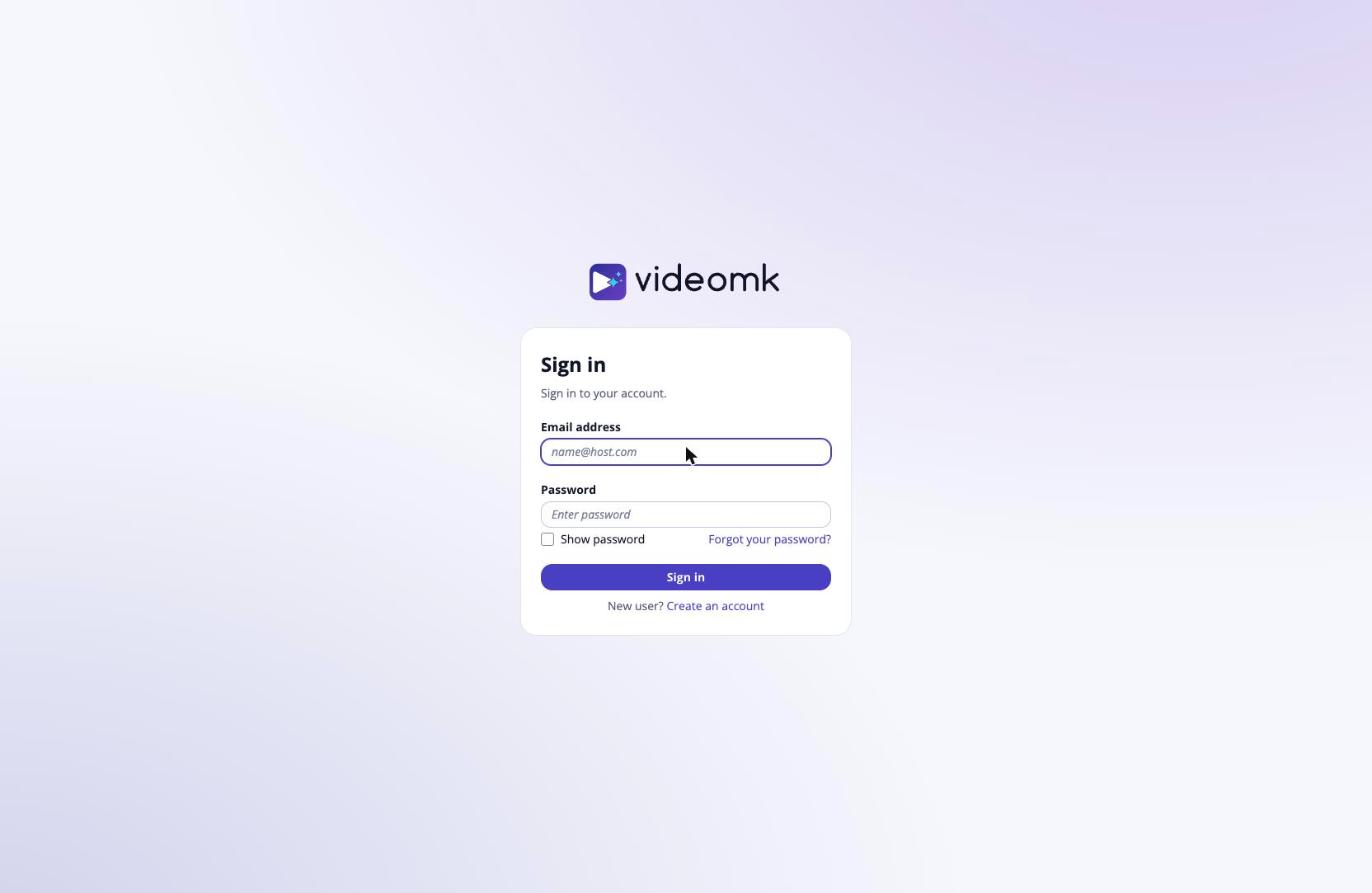 videomk
Sign in
Sign in to your account.
Email address
name@host.com
Password
Enter password
Show password
Forgot your password?
Sign in
New user? Create an account